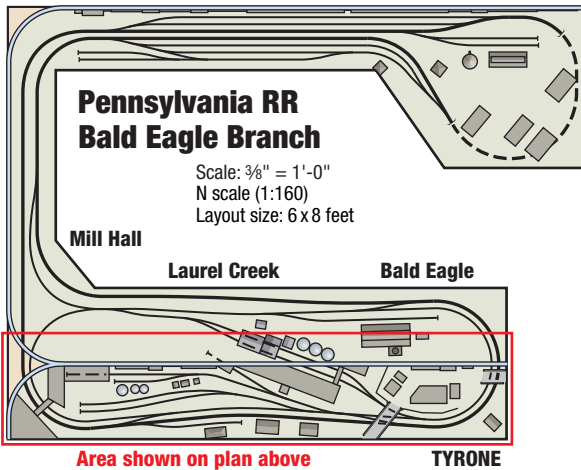 Pennsylvania RR
Bald Eagle Branch
Scale: ⅜" = 1'-0"
N scale (1:160)
Layout size: 6 x 8 feet
Mill Hall
Laurel Creek
Bald Eagle
Area shown on plan above
TYRONE